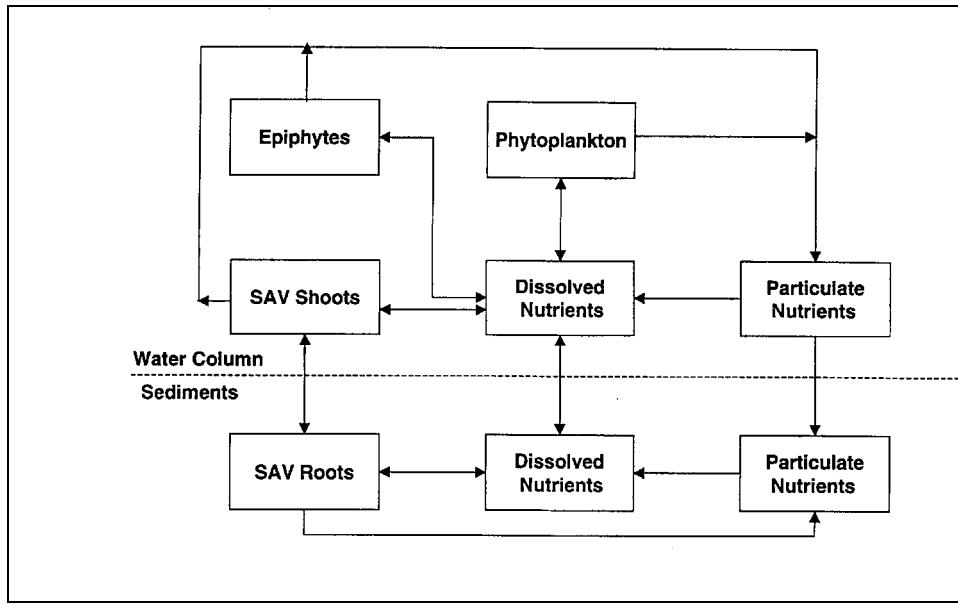 Epiphytes
Phytoplankton
SAV Shoots
Dissolved
Nutrients
Particulate
Nutrients
Water Column
Sediments
SAV Roots
Dissolved
Nutrients
Particulate
Nutrients